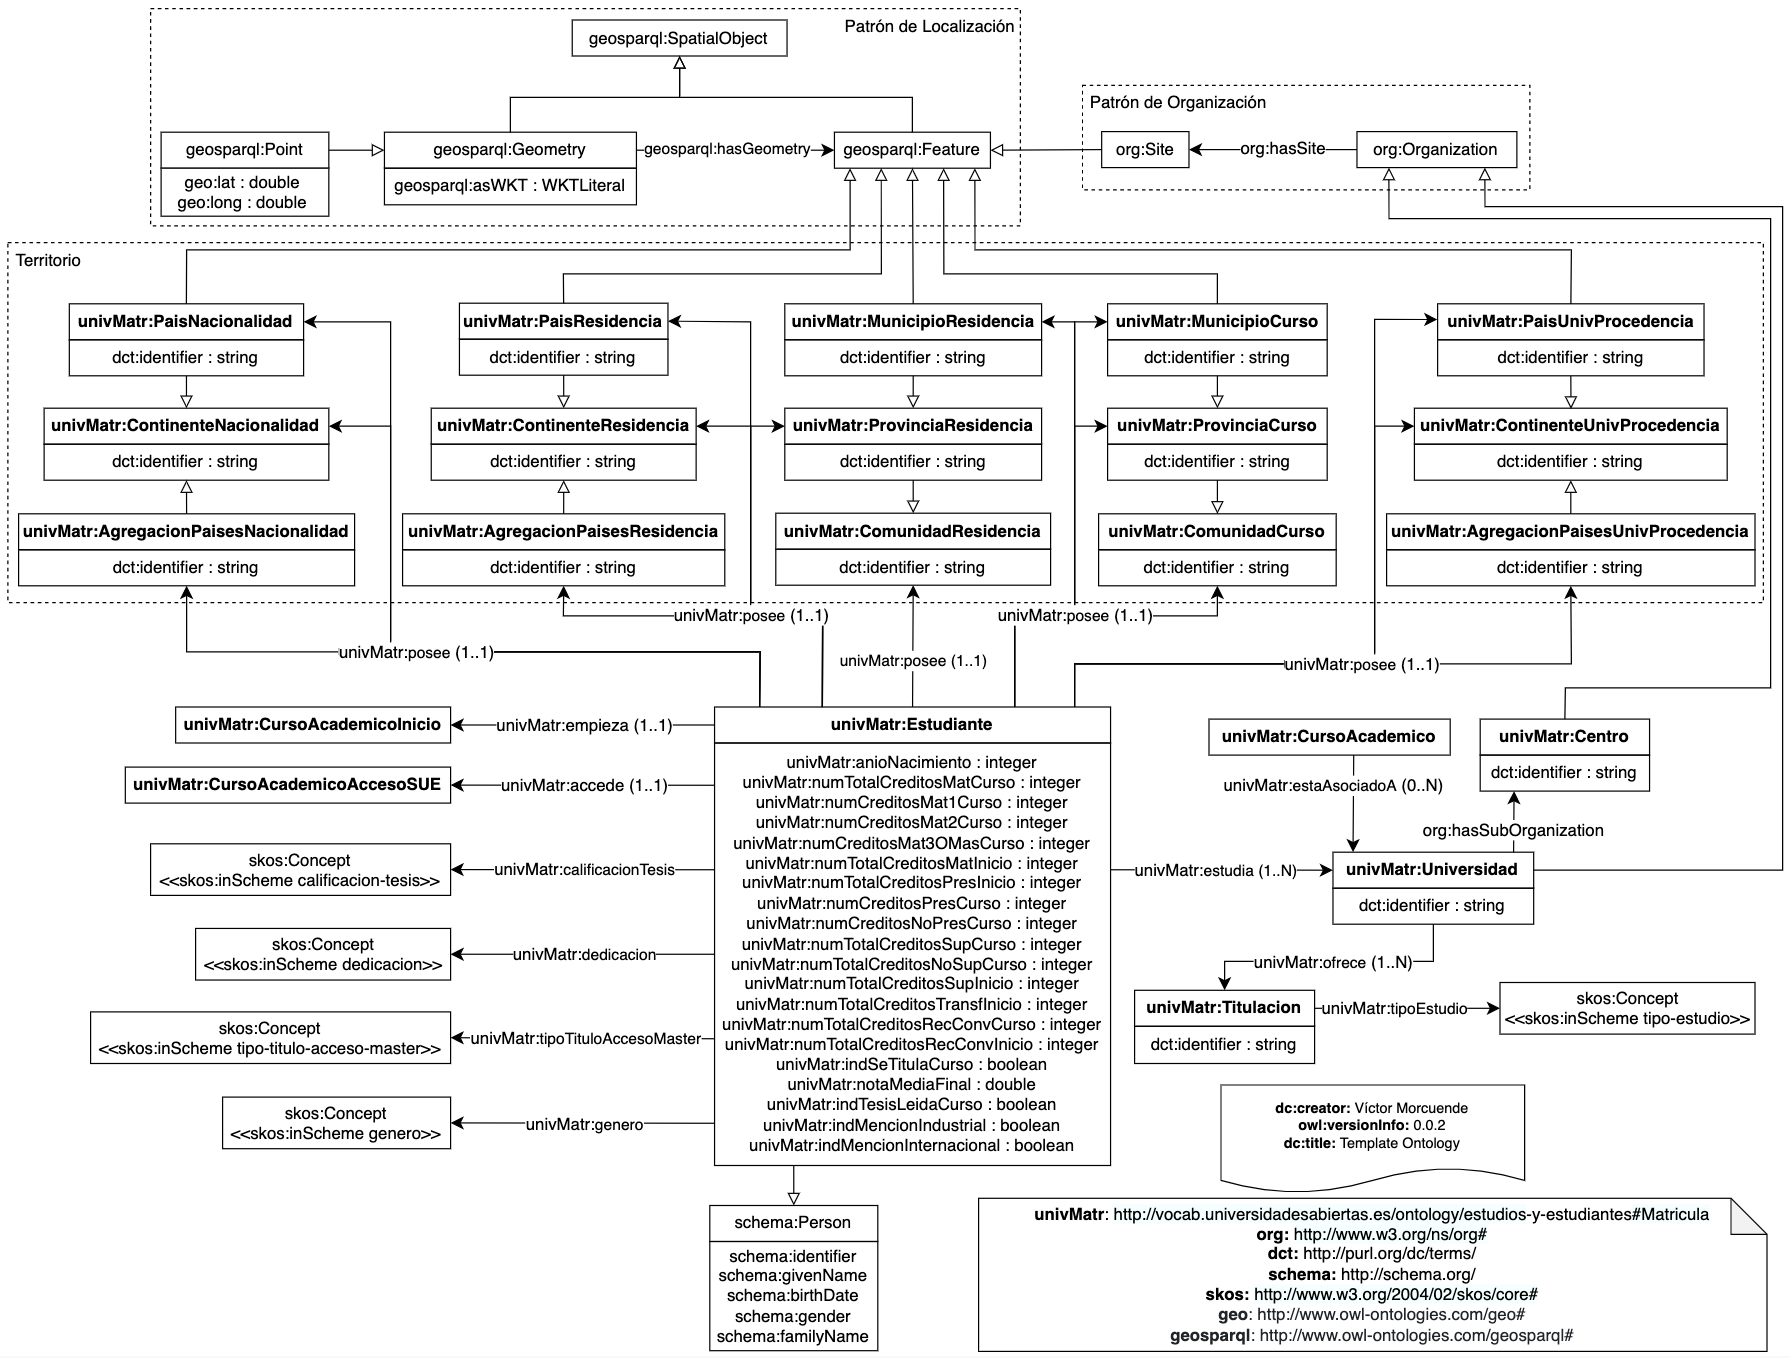 Patrón de Localización
geosparql:SpatialObject
geosparql:Point
geo:lat : double
geo:long : double
geosparql:Geometry
geosparql:asWKT : WKTLiteral
geosparql:hasGeometry
geosparql:Feature
Patrón de Organización
org:Site
org:hasSite
org:Organization
Territorio
univMatr:PaisNacionalidad
dct:identifier : string
univMatr:PaisResidencia
dct:identifier : string
univMatr:MunicipioResidencia
dct:identifier : string
univMatr:MunicipioCurso
dct:identifier : string
univMatr:PaisUnivProcedencia
dct:identifier : string
univMatr:ContinenteNacionalidad
dct:identifier : string
univMatr:ContinenteResidencia
dct:identifier : string
univMatr:ProvinciaResidencia
dct:identifier : string
univMatr:ProvinciaCurso
dct:identifier : string
univMatr:ContinenteUnivProcedencia
dct:identifier : string
univMatr:AgregacionPaisesNacionalidad
dct:identifier : string
univMatr:AgregacionPaisesResidencia
dct:identifier : string
univMatr:ComunidadResidencia
dct:identifier : string
univMatr:ComunidadCurso
dct:identifier : string
univMatr:AgregacionPaisesUnivProcedencia
dct:identifier : string
univMatr:posee (1..1)
univMatr:posee (1..1)
univMatr:posee (1..1)
univMatr:posee (1..1)
univMatr:posee (1..1)
univMatr:CursoAcademicoInicio
univMatr:empieza (1..1)
univMatr:CursoAcademicoAccesoSUE
univMatr:accede (1..1)
skos:Concept
<<skos:inScheme calificacion-tesis>>
univMatr:calificacionTesis
skos:Concept
<<skos:inScheme dedicacion>>
univMatr:dedicacion
skos:Concept
<<skos:inScheme tipo-titulo-acceso-master>>
univMatr:tipoTituloAccesoMaster
skos:Concept
<<skos:inScheme genero>>
univMatr:genero
univMatr:Estudiante
univMatr:anioNacimiento : integer
univMatr:numTotalCreditosMatCurso : integer
univMatr:numCreditosMat1Curso : integer
univMatr:numCreditosMat2Curso : integer
univMatr:numCreditosMat3OMasCurso : integer
univMatr:numTotalCreditosMatInicio : integer
univMatr:numTotalCreditosPresInicio : integer
univMatr:numCreditosPresCurso : integer
univMatr:numCreditosNoPresCurso : integer
univMatr:numTotalCreditosSupCurso : integer
univMatr:numTotalCreditosNoSupCurso : integer
univMatr:numTotalCreditosSupInicio : integer
univMatr:numTotalCreditosTransfInicio : integer
univMatr:numTotalCreditosRecConvCurso : integer
univMatr:numTotalCreditosRecConvInicio : integer
univMatr:indSeTitulaCurso : boolean
univMatr:notaMediaFinal : double
univMatr:indTesisLeidaCurso : boolean
univMatr:indMencionIndustrial : boolean
univMatr:indMencionInternacional : boolean
schema:Person
schema:identifier
schema:givenName
schema:birthDate
schema:gender
schema:familyName
univMatr:CursoAcademico
univMatr:estaAsociadoA (0..N)
univMatr:Centro
dct:identifier : string
org:hasSubOrganization
univMatr:estudia (1..N)
univMatr:Universidad
dct:identifier : string
univMatr:ofrece (1..N)
univMatr:Titulacion
dct:identifier : string
univMatr:tipoEstudio
skos:Concept
<<skos:inScheme tipo-estudio>>
dc:creator: Víctor Morcuende
owl:versionInfo: 0.0.2
dc:title: Template Ontology
univMatr: http://vocab.universidadesabiertas.es/ontology/estudios-y-estudiantes#Matricula
org: http://www.w3.org/ns/org#
dct: http://purl.org/dc/terms/
schema: http://schema.org/
skos: http://www.w3.org/2004/02/skos/core#
geo: http://www.owl-ontologies.com/geo#
geosparql: http://www.owl-ontologies.com/geosparql#